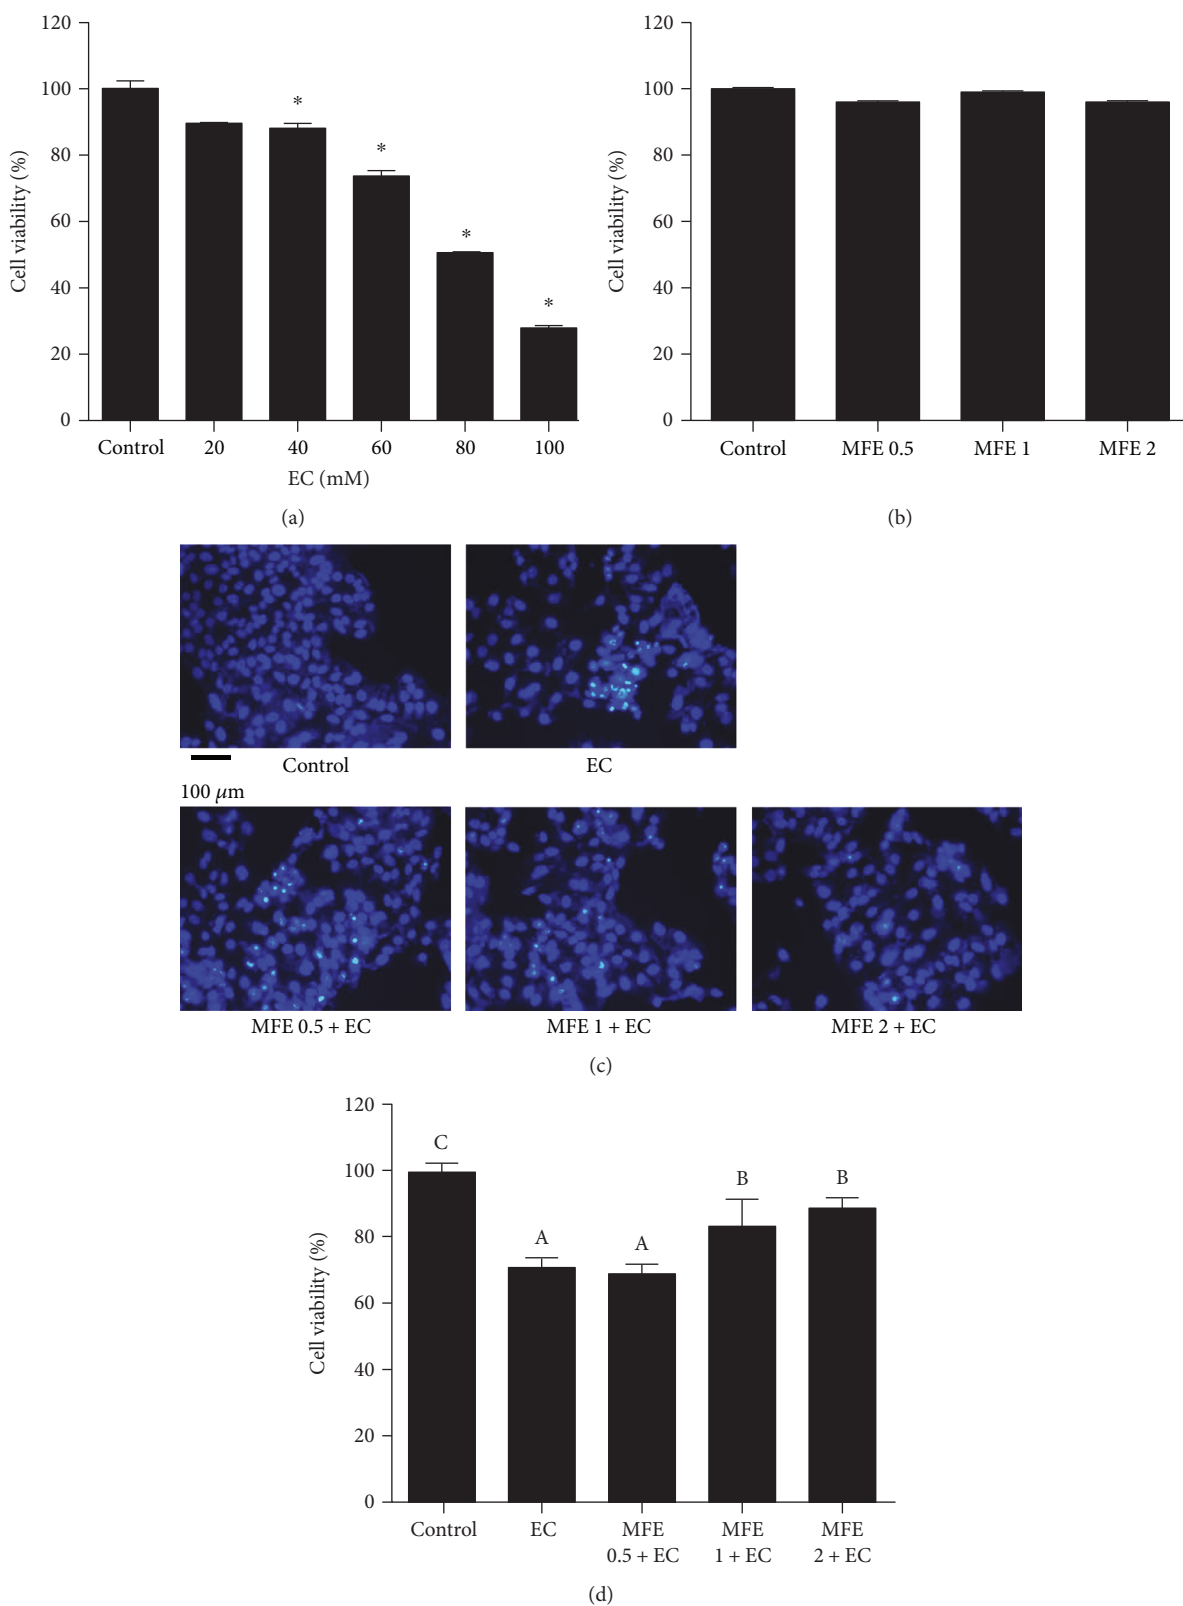 120
100
80
60
40
20
0
Cell viability (%)
*
*
*
*
Control 20 40 60 80 100
EC (mM)
(a)
120
100
80
60
40
20
0
Cell viability (%)
Control MFE 0.5 MFE 1 MFE 2
(b)
Control EC
100 μm
MFE 0.5 + EC MFE 1 + EC MFE 2 + EC
(c)
120
100
80
60
40
20
0
Cell viability (%)
C
A
A
B
B
Control EC MFE MFE MFE
0.5 + EC 1 + EC 2 + EC
(d)